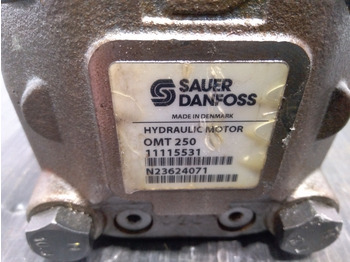 SAUER
DANFOSS
MADE IN DENMARK
HYDRAULIC MOTOR
OMT 250
11115531
N23624071